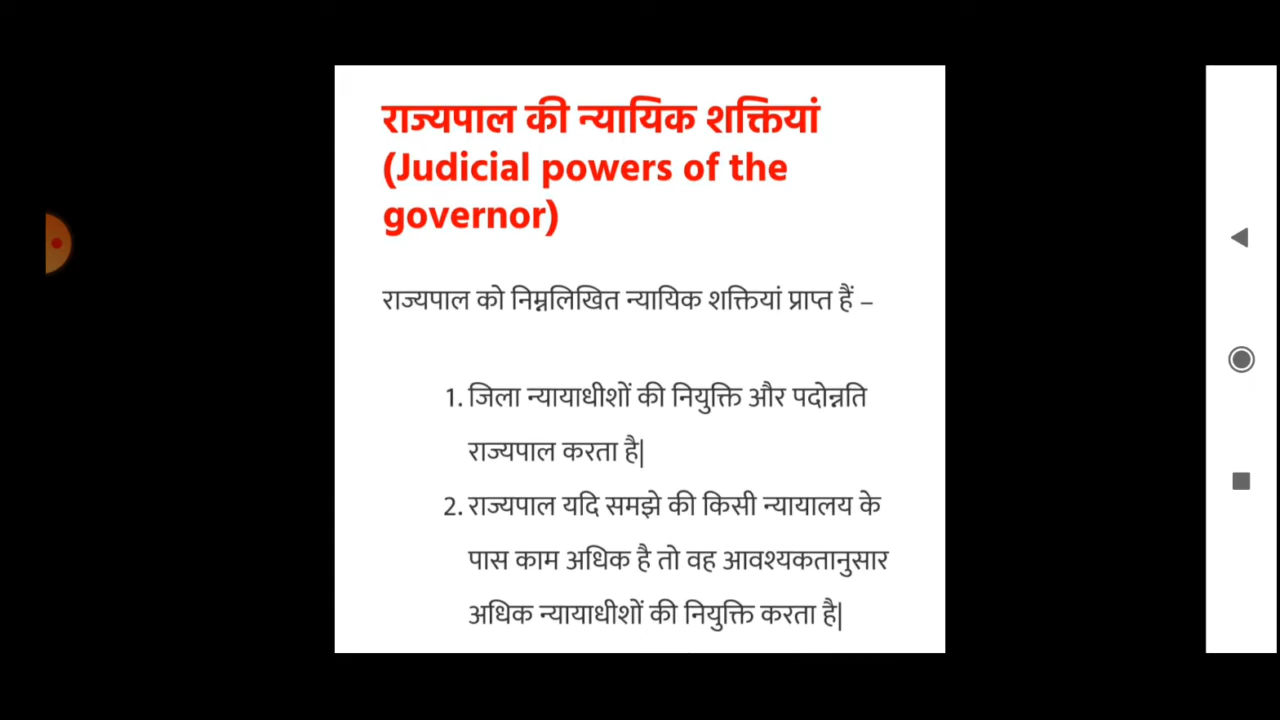 राज्यपाल की न्यायिक शक्तियां
(Judicial powers of the
governor)
राज्यपाल को निम्नलिखित न्यायिक शक्तियां प्राप्त हैं –
1. जिला न्यायाधीशों की नियुक्ति और पदोन्नति
राज्यपाल करता है|
2. राज्यपाल यदि समझे की किसी न्यायालय के
पास काम अधिक है तो वह आवश्यकतानुसार
अधिक न्यायाधीशों की नियुक्ति करता है|